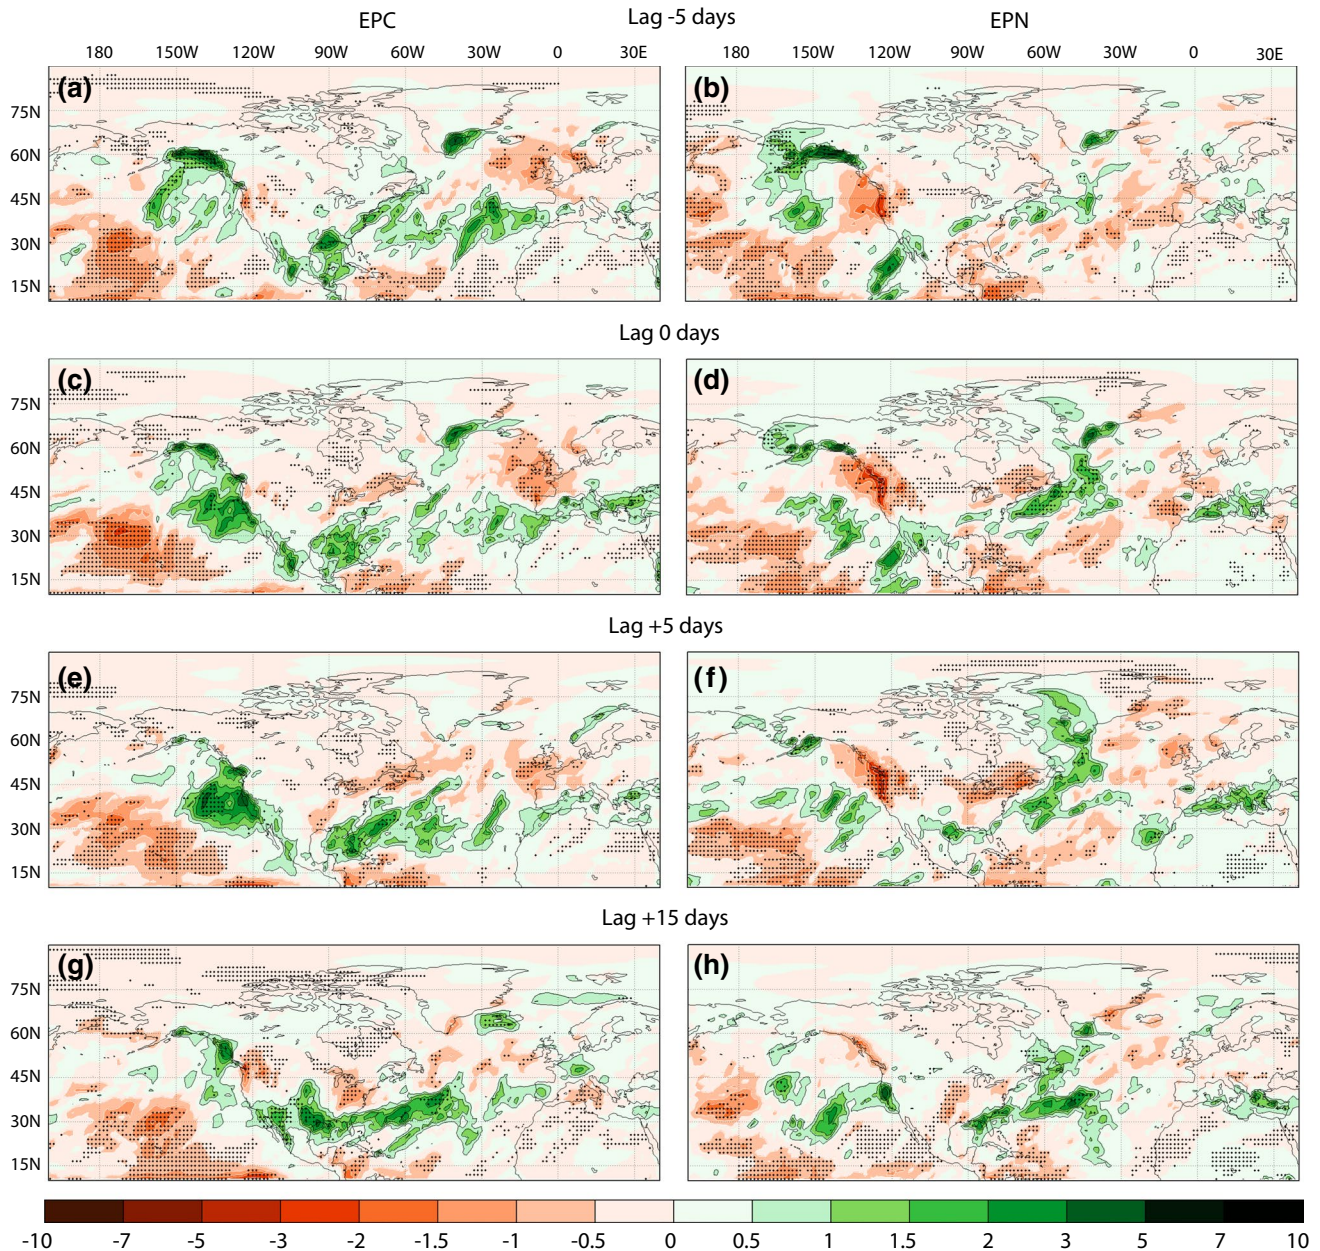 EPC Lag -5 days EPN
180 150W 120W 90W 60W 30W 0 30E 180 150W 120W 90W 60W 30W 0 30E
(a) (b)
75N
60N
45N
30N
15N
Lag 0 days
(c) (d)
75N
60N
45N
30N
15N
Lag +5 days
(e) (f)
75N
60N
45N
30N
15N
Lag +15 days
(g) (h)
75N
60N
45N
30N
15N
-10 -7 -5 -3 -2 -1.5 -1 -0.5 0 0.5 1 1.5 2 3 5 7 10